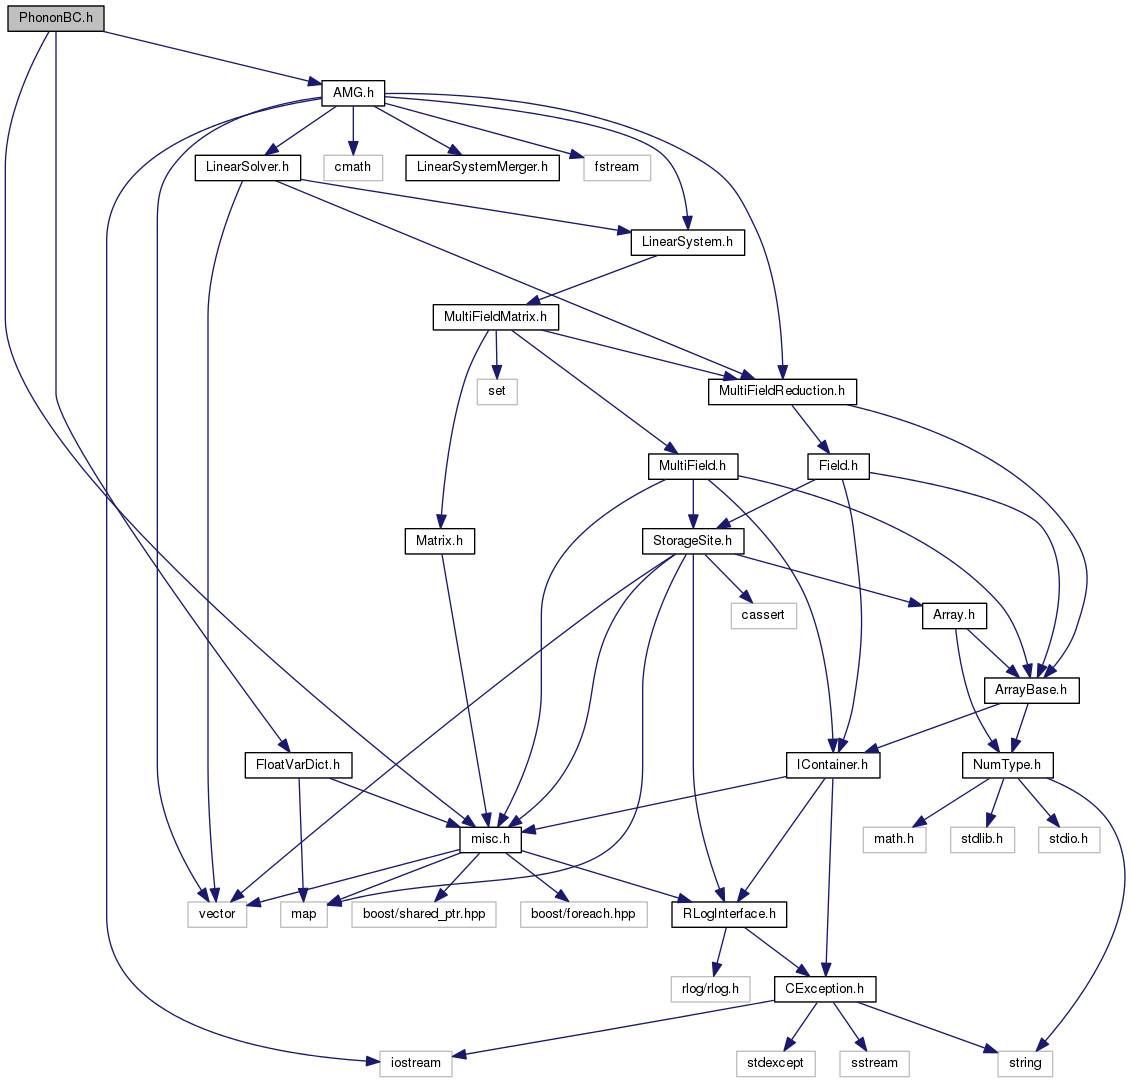 PhononBC.h
AMG.h
LinearSolver.h
cmath
LinearSystemMerger.h
fstream
LinearSystem.h
MultiFieldMatrix.h
set
MultiFieldReduction.h
MultiField.h
Field.h
Matrix.h
StorageSite.h
cassert
Array.h
ArrayBase.h
FloatVarDict.h
IContainer.h
NumType.h
misc.h
math.h
stdlib.h
stdio.h
vector
map
boost/shared_ptr.hpp
boost/foreach.hpp
RLogInterface.h
rlog/rlog.h
CException.h
iostream
stdexcept
sstream
string